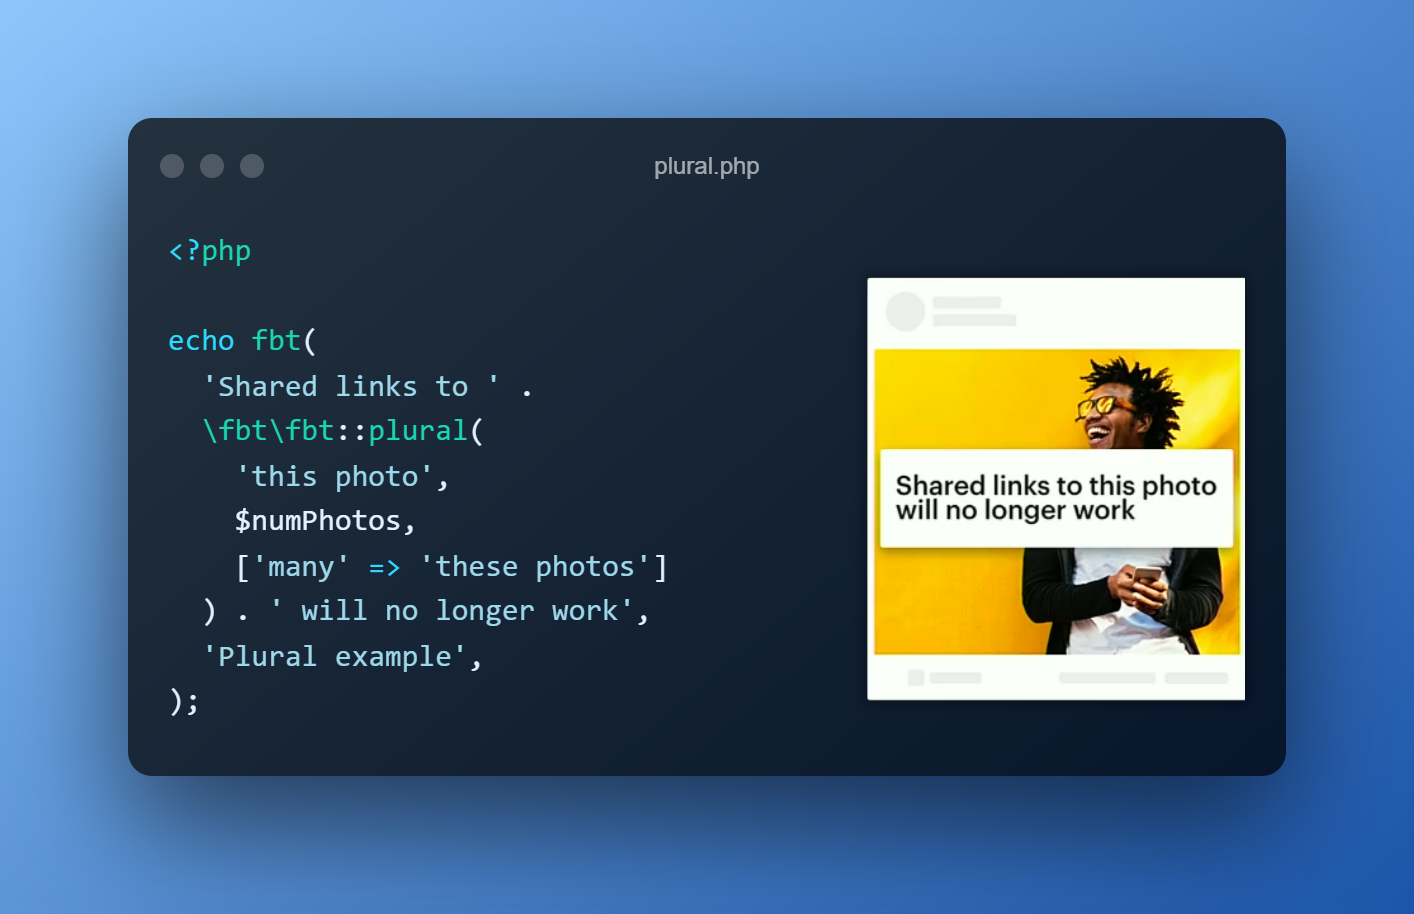 plural.php
<?php
echo fbt(
'Shared links to ' .
\fbt\fbt::plural(
'this photo',
$numPhotos,
['many' => 'these photos']
) . ' will no longer work',
'Plural example',
);
Shared links to this photo
will no longer work